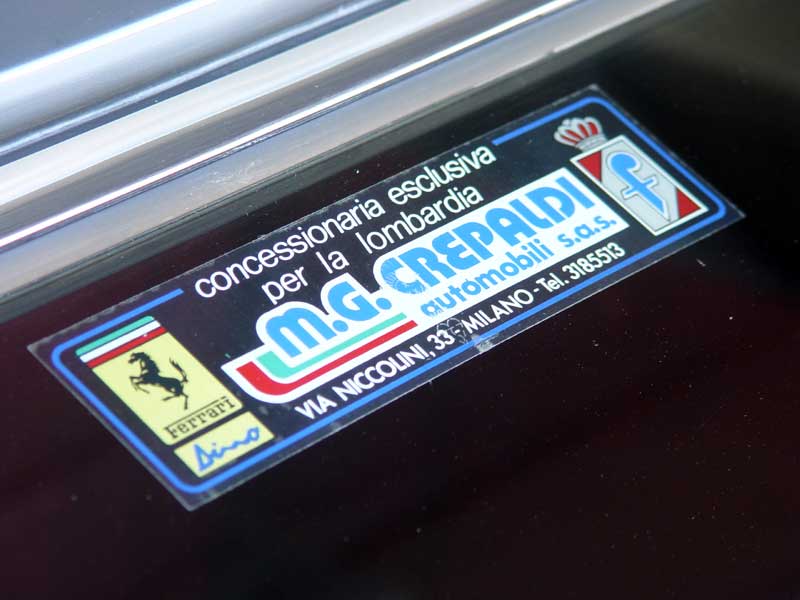 concessionaria esclusiva
per la lombardia
M.G. CREPALDI
automobili s.a.s.
VIA NICCOLINI, 33 - MILANO - Tel. 3185513
Ferrari
Dino
f